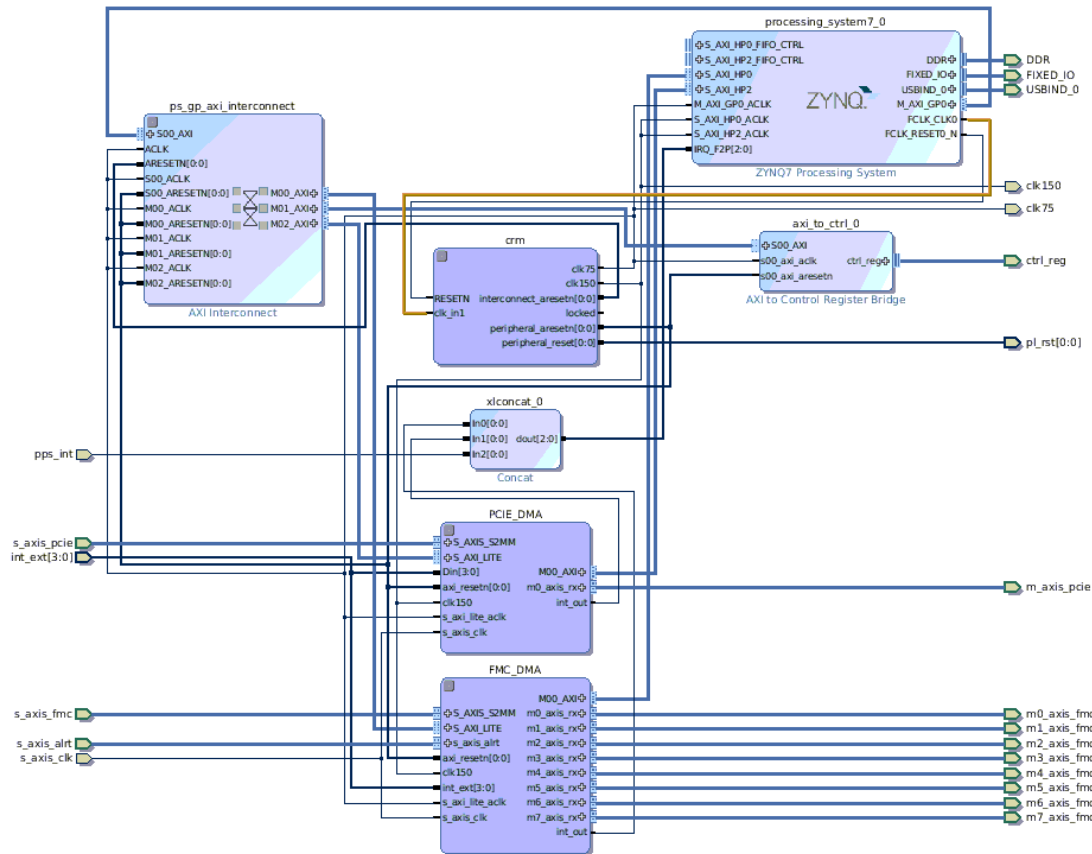 processing_system7_0
S_AXI_HP0_FIFO_CTRL
S_AXI_HP2_FIFO_CTRL
S_AXI_HP0
S_AXI_HP2
M_AXI_GP0_ACLK
S_AXI_HP0_ACLK
S_AXI_HP2_ACLK
IRQ_F2P[2:0]
ZYNQ
DDR
FIXED_IO
USBIND_0
M_AXI_GP0
FCLK_CLK0
FCLK_RESET0_N
ZYNQ7 Processing System
DDR
FIXED_IO
USBIND_0
clk150
clk75
ps_gp_axi_interconnect
S00_AXI
ACLK
ARESETN[0:0]
S00_ACLK
S00_ARESETN[0:0]
M00_ACLK
M00_ARESETN[0:0]
M01_ACLK
M01_ARESETN[0:0]
M02_ACLK
M02_ARESETN[0:0]
M00_AXI
M01_AXI
M02_AXI
AXI Interconnect
axi_to_ctrl_0
S00_AXI
s00_axi_aclk
s00_axi_aresetn
ctrl_reg
AXI to Control Register Bridge
ctrl_reg
crm
RESETN
clk_in1
clk75
clk150
interconnect_aresetn[0:0]
locked
peripheral_aresetn[0:0]
peripheral_reset[0:0]
pl_rst[0:0]
xlconcat_0
In0[0:0]
In1[0:0]
In2[0:0]
dout[2:0]
Concat
pps_int
PCIE_DMA
s_axis_pcie
int_ext[3:0]
S_AXIS_S2MM
S_AXI_LITE
Din[3:0]
axi_resetn[0:0]
clk150
s_axi_lite_aclk
s_axis_clk
M00_AXI
m0_axis_rx
int_out
m_axis_pcie
FMC_DMA
s_axis_fmc
s_axis_alrt
s_axis_clk
S_AXIS_S2MM
S_AXI_LITE
s_axis_alrt
axi_resetn[0:0]
clk150
int_ext[3:0]
s_axi_lite_aclk
s_axis_clk
M00_AXI
m0_axis_rx
m1_axis_rx
m2_axis_rx
m3_axis_rx
m4_axis_rx
m5_axis_rx
m6_axis_rx
m7_axis_rx
int_out
m0_axis_fmc
m1_axis_fmc
m2_axis_fmc
m3_axis_fmc
m4_axis_fmc
m5_axis_fmc
m6_axis_fmc
m7_axis_fmc